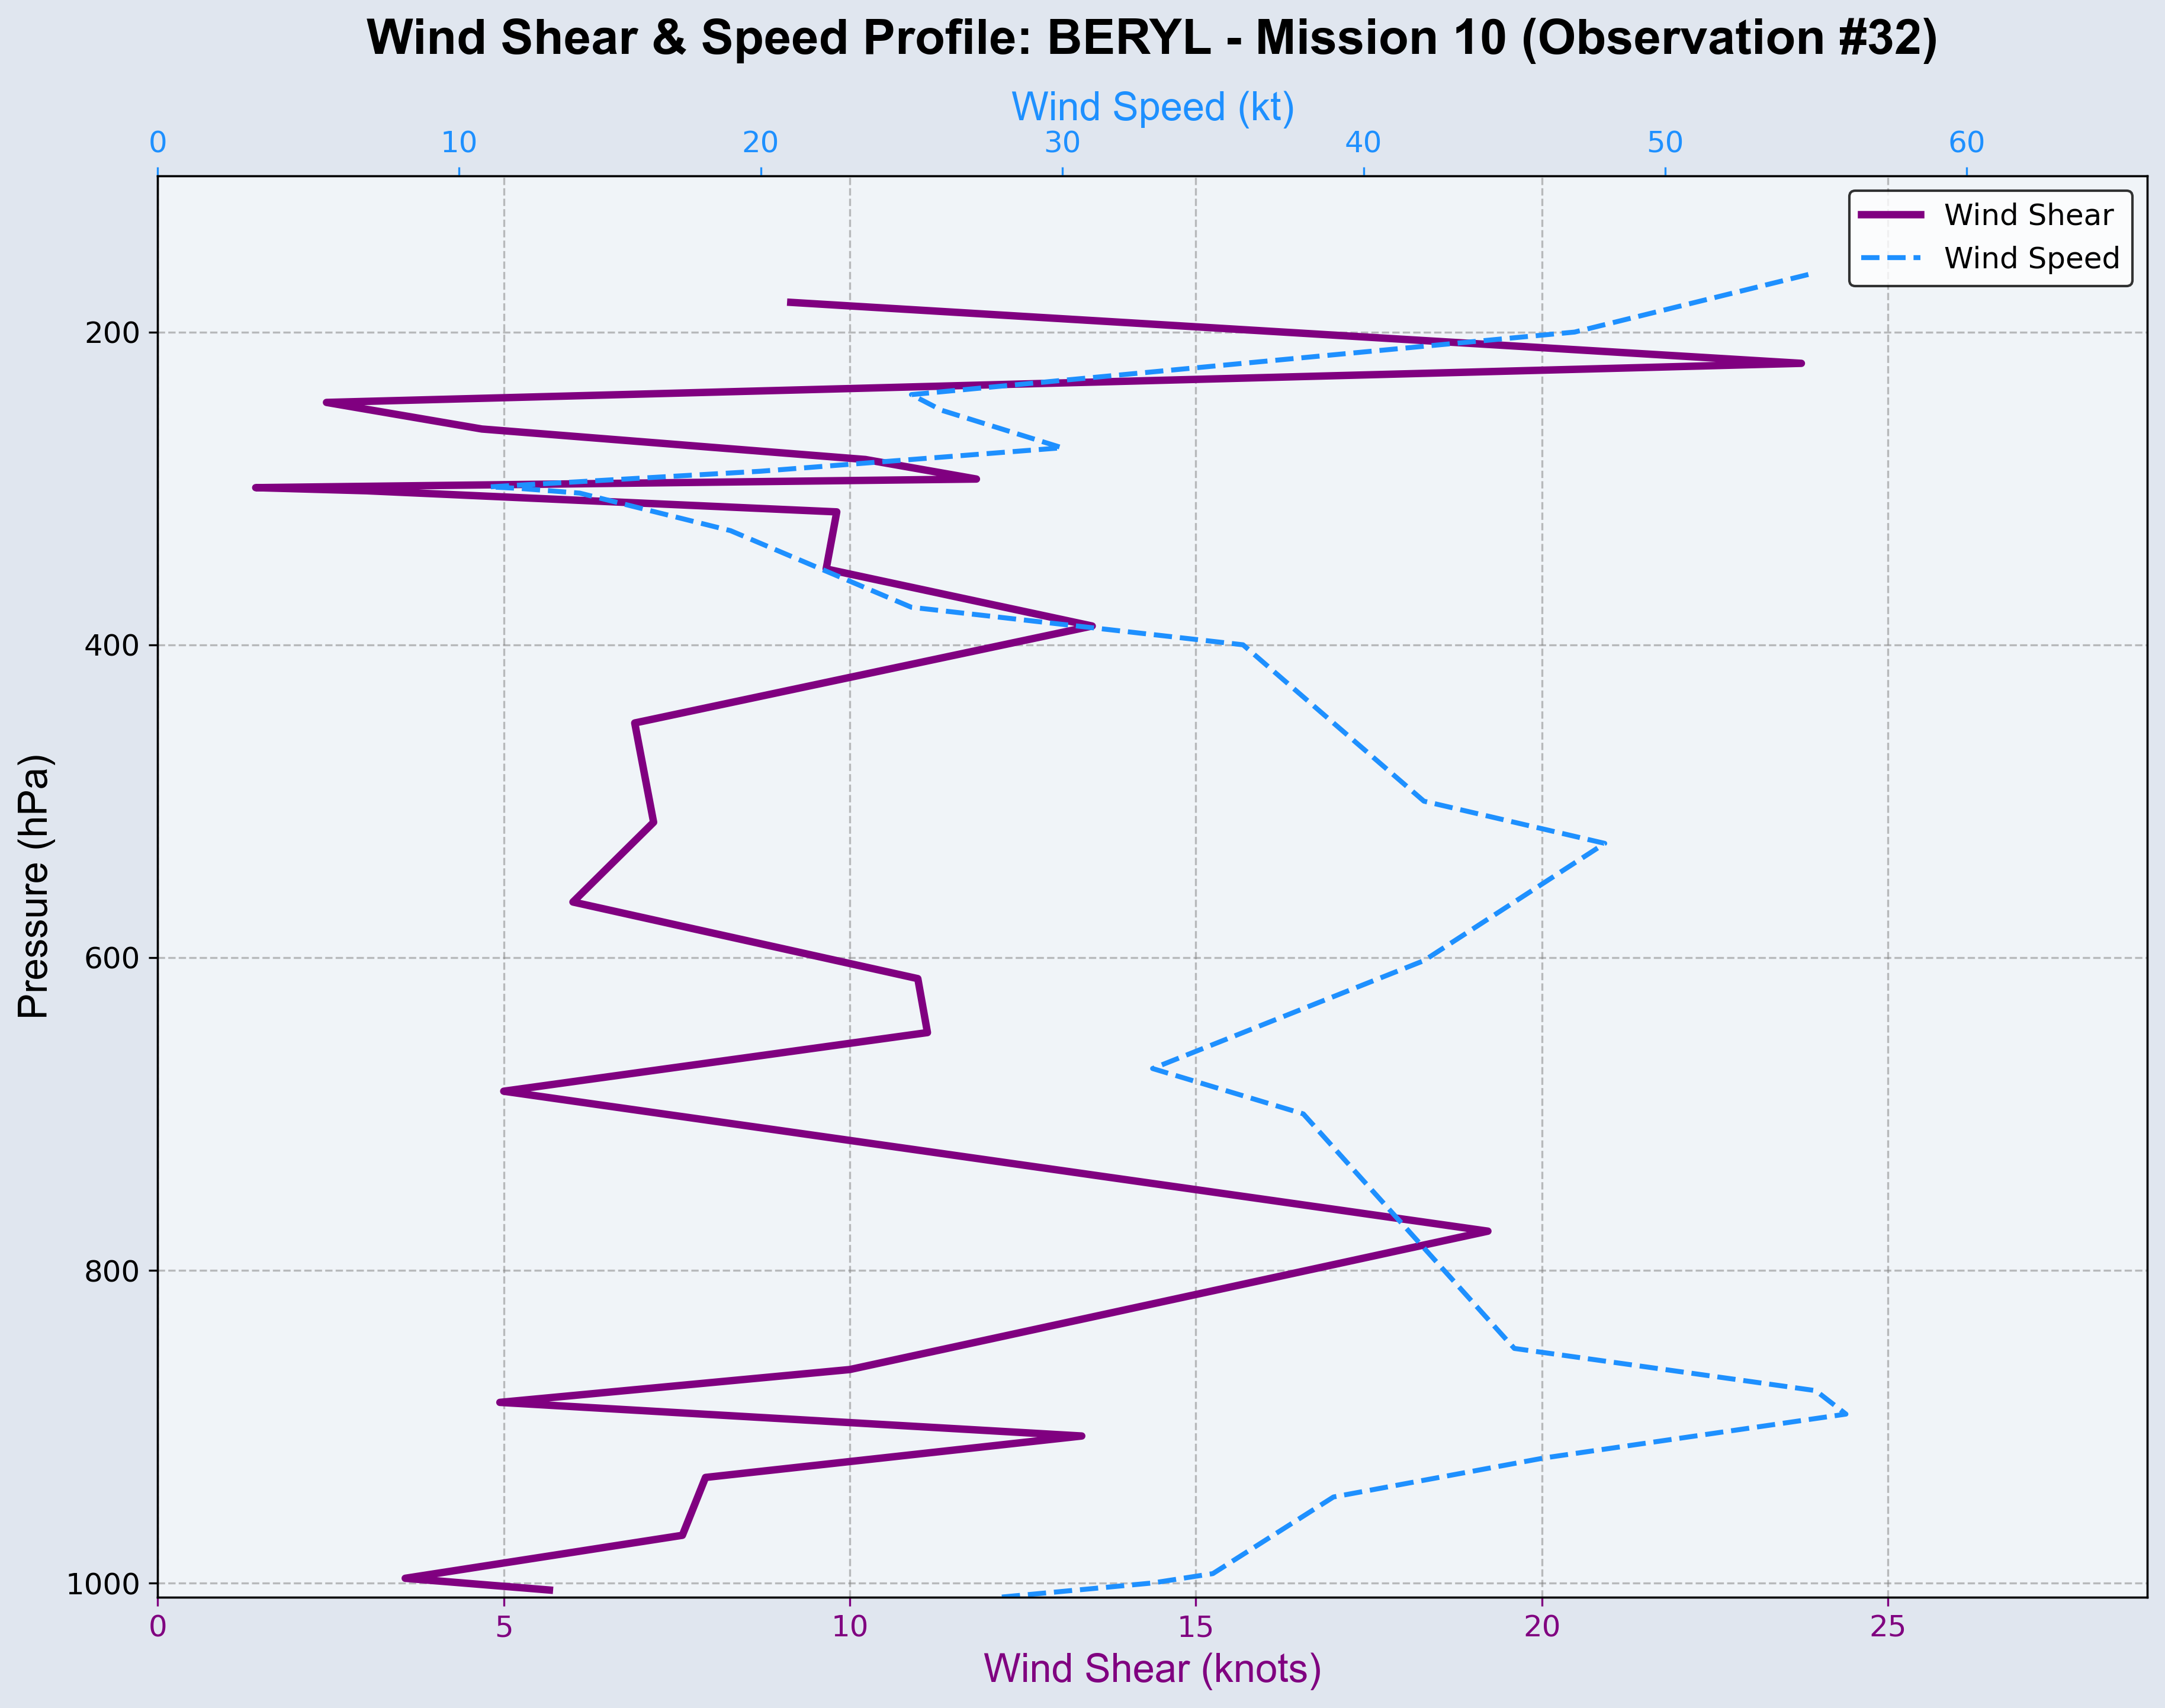 Wind Shear & Speed Profile: BERYL - Mission 10 (Observation #32)
Wind Speed (kt)
0 10 20 30 40 50 60
Wind Shear
Wind Speed
200
400
600
800
1000
Pressure (hPa)
0 5 10 15 20 25
Wind Shear (knots)